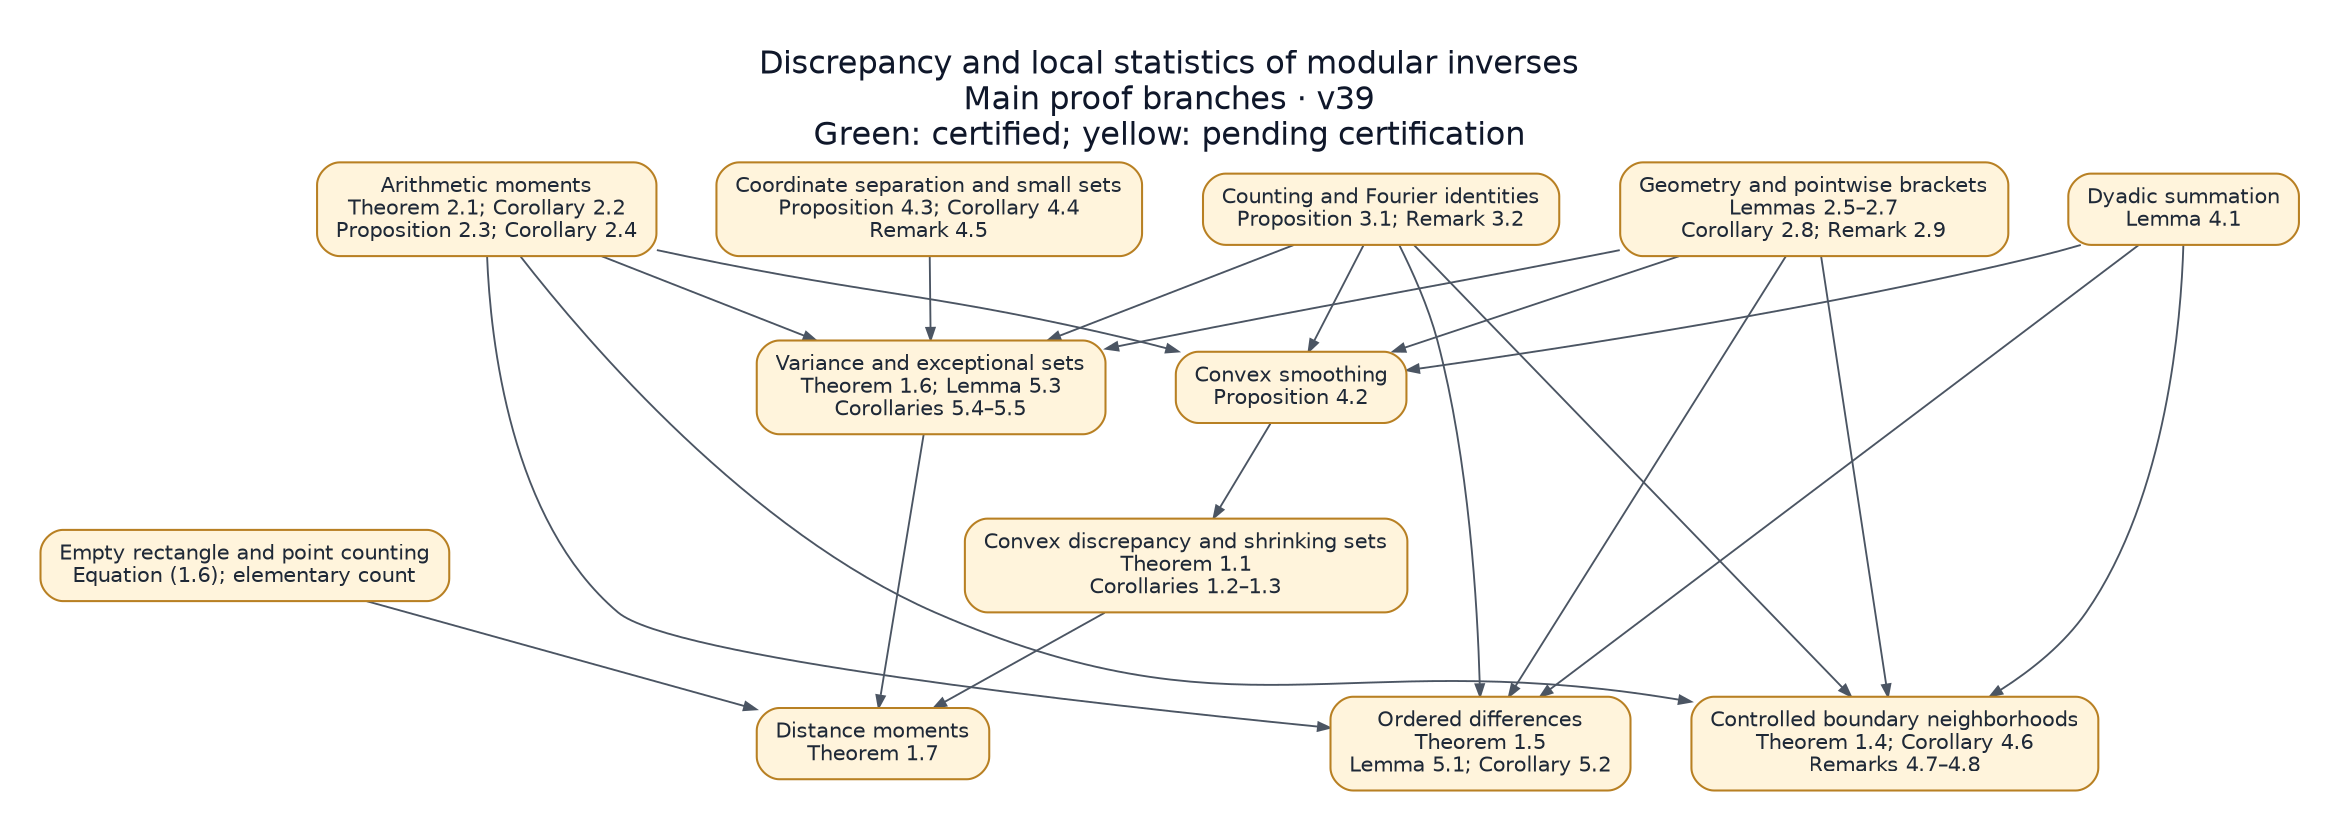 Discrepancy and local statistics of modular inverses
Main proof branches · v39
Green: certified; yellow: pending certification
Arithmetic moments
Theorem 2.1; Corollary 2.2
Proposition 2.3; Corollary 2.4
Coordinate separation and small sets
Proposition 4.3; Corollary 4.4
Remark 4.5
Counting and Fourier identities
Proposition 3.1; Remark 3.2
Geometry and pointwise brackets
Lemmas 2.5–2.7
Corollary 2.8; Remark 2.9
Dyadic summation
Lemma 4.1
Variance and exceptional sets
Theorem 1.6; Lemma 5.3
Corollaries 5.4–5.5
Convex smoothing
Proposition 4.2
Empty rectangle and point counting
Equation (1.6); elementary count
Convex discrepancy and shrinking sets
Theorem 1.1
Corollaries 1.2–1.3
Distance moments
Theorem 1.7
Ordered differences
Theorem 1.5
Lemma 5.1; Corollary 5.2
Controlled boundary neighborhoods
Theorem 1.4; Corollary 4.6
Remarks 4.7–4.8